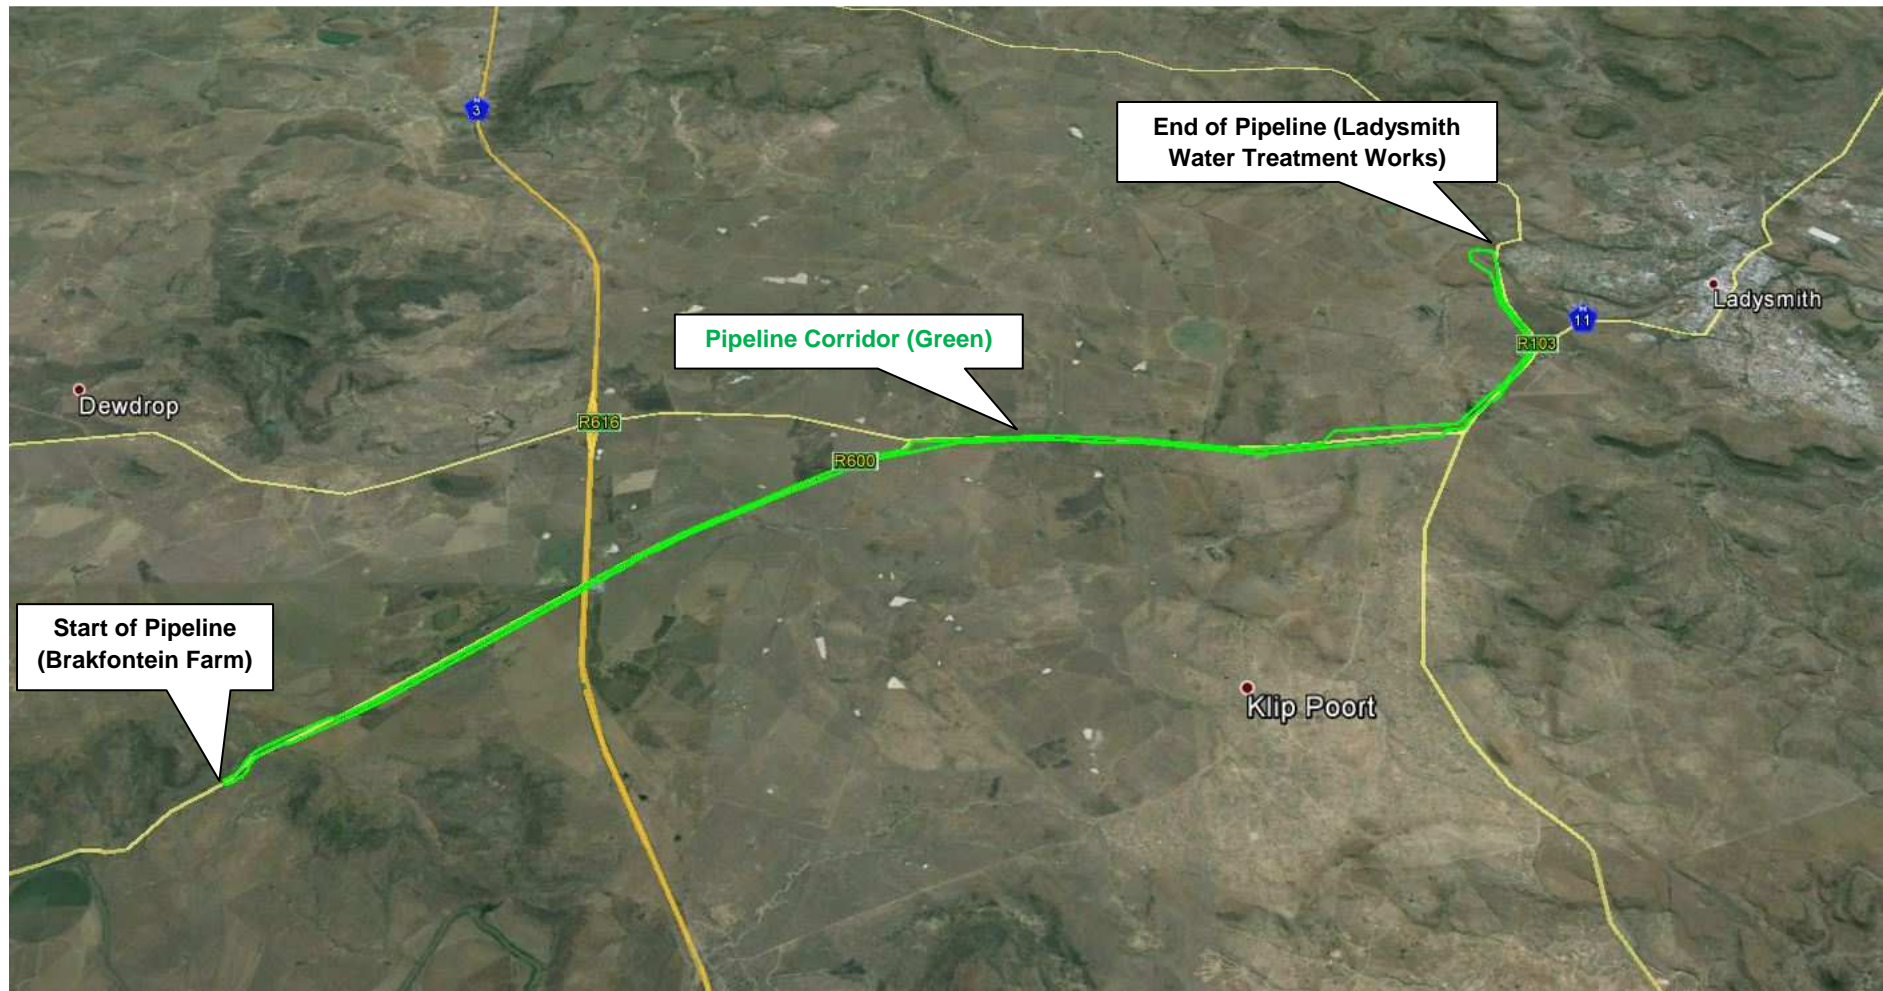 N
3
End of Pipeline (Ladysmith
Water Treatment Works)
Ladysmith
N
11
R103
Pipeline Corridor (Green)
Dewdrop
R616
R600
Start of Pipeline
(Brakfontein Farm)
Klip Poort